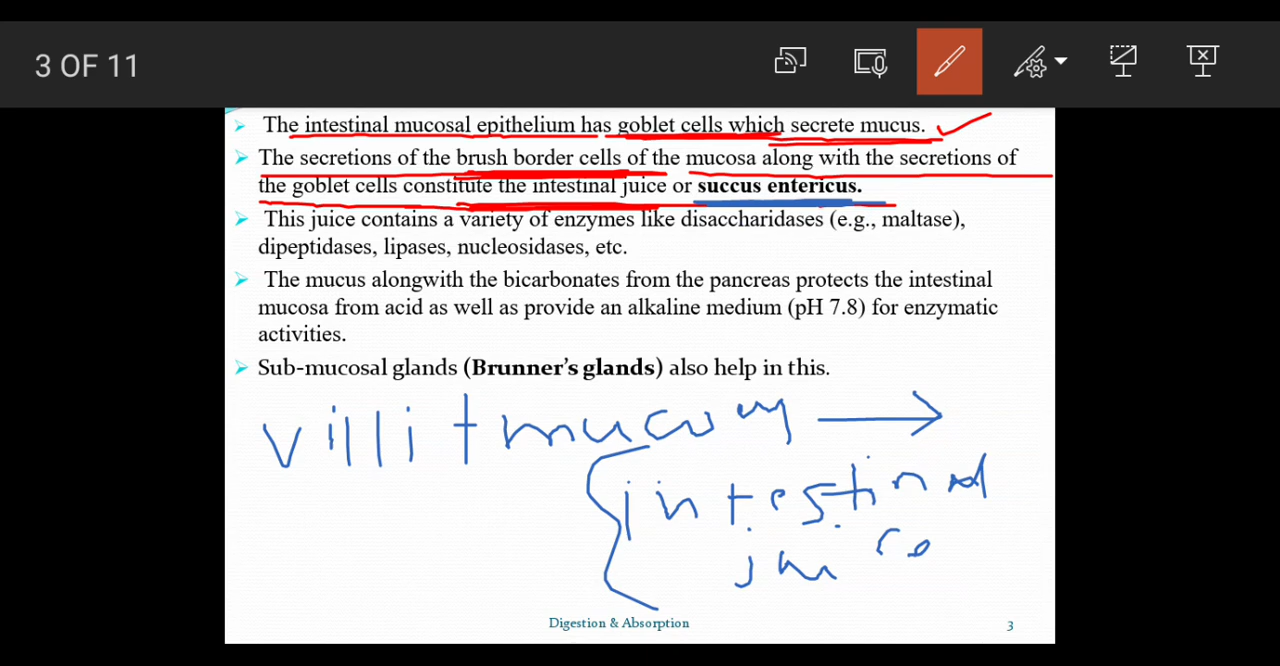 3 OF 11
The intestinal mucosal epithelium has goblet cells which secrete mucus.
The secretions of the brush border cells of the mucosa along with the secretions of
the goblet cells constitute the intestinal juice or succus entericus.
This juice contains a variety of enzymes like disaccharidases (e.g., maltase),
dipeptidases, lipases, nucleosidases, etc.
The mucus alongwith the bicarbonates from the pancreas protects the intestinal
mucosa from acid as well as provide an alkaline medium (pH 7.8) for enzymatic
activities.
Sub-mucosal glands (Brunner's glands) also help in this.
villi +
intestinal
Digestion & Absorption
3